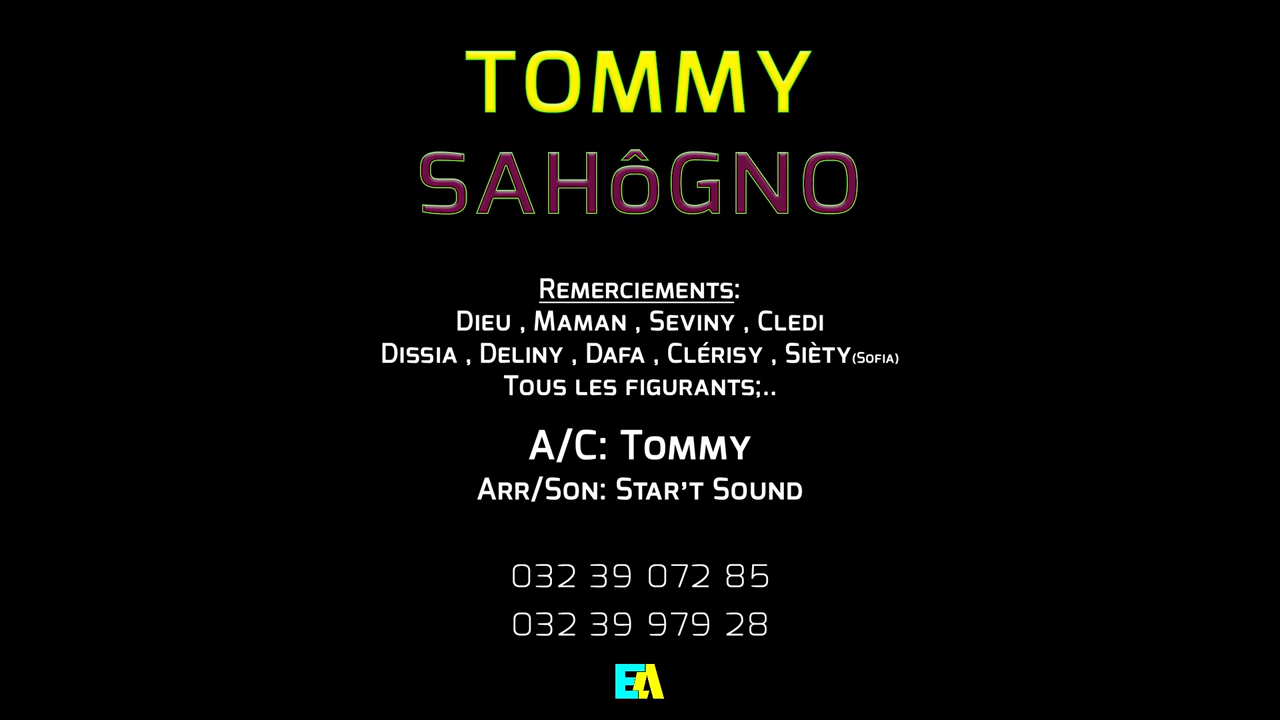 TOMMY
SAHôGNO
Remerciements:
Dieu , Maman , Seviny , Cledi
Dissia , Deliny , Dafa , Clérisy , Sièty(Sofia)
Tous les figurants;..
A/C: Tommy
Arr/Son: Star't Sound
032 39 072 85
032 39 979 28
EA